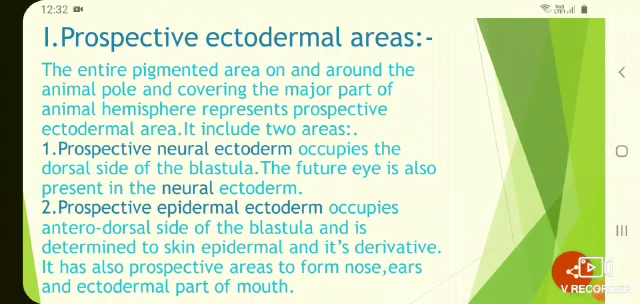 12:32
I.Prospective ectodermal areas:-
The entire pigmented area on and around the
animal pole and covering the major part of
animal hemisphere represents prospective
ectodermal area.It include two areas:.
1.Prospective neural ectoderm occupies the
dorsal side of the blastula.The future eye is also
present in the neural ectoderm.
2.Prospective epidermal ectoderm occupies
antero-dorsal side of the blastula and is
determined to skin epidermal and it's derivative.
It has also prospective areas to form nose,ears
and ectodermal part of mouth.
V RECORDER